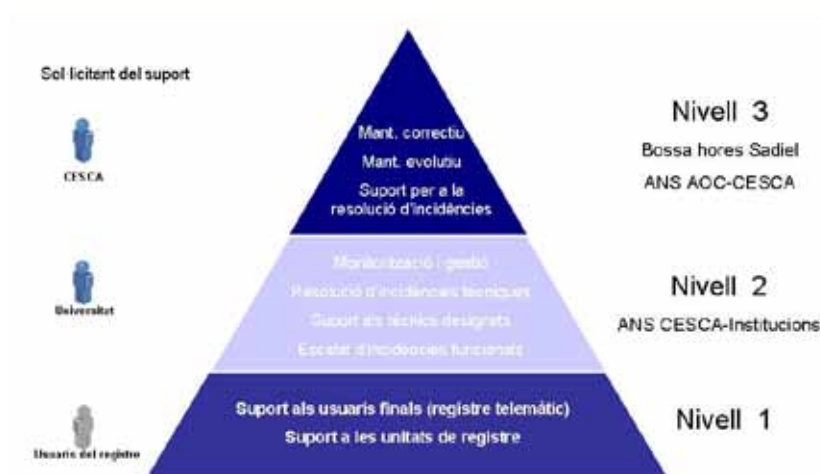 Sol·licitant del suport
CESCA
Universitat
Usuaris del registre
Mant. correctiu
Mant. evolutiu
Suport per a la
resolució d'incidències
Monitorització i gestió
Resolució d'incidències tècniques
Suport als tècnics designats
Escalat d'incidències funcionals
Suport als usuaris finals (registre telemàtic)
Suport a les unitats de registre
Nivell 3
Bossa hores Sadiel
ANS AOC-CESCA
Nivell 2
ANS CESCA-Institucions
Nivell 1